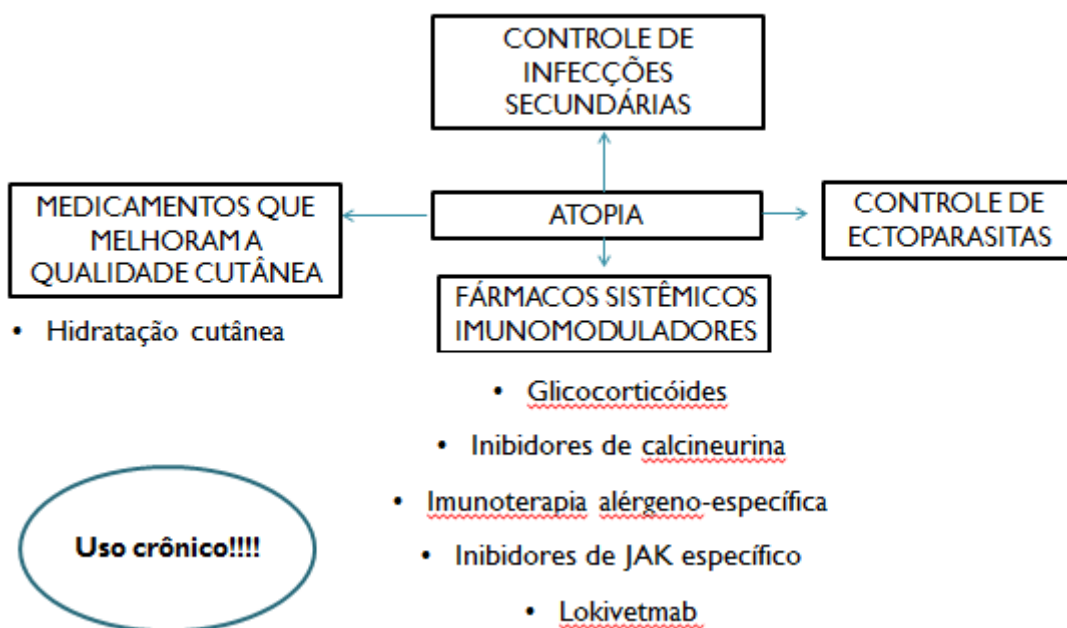 CONTROLE DE
INFECÇÕES
SECUNDÁRIAS
MEDICAMENTOS QUE
MELHORAM A
QUALIDADE CUTÂNEA
ATOPIA
CONTROLE DE
ECTOPARASITAS
• Hidratação cutânea
FÁRMACOS SISTÊMICOS
IMUNOMODULADORES
• Glicocorticóides
• Inibidores de calcineurina
• Imunoterapia alérgeno-específica
• Inibidores de JAK específico
• Lokivetmab
Uso crônico!!!!